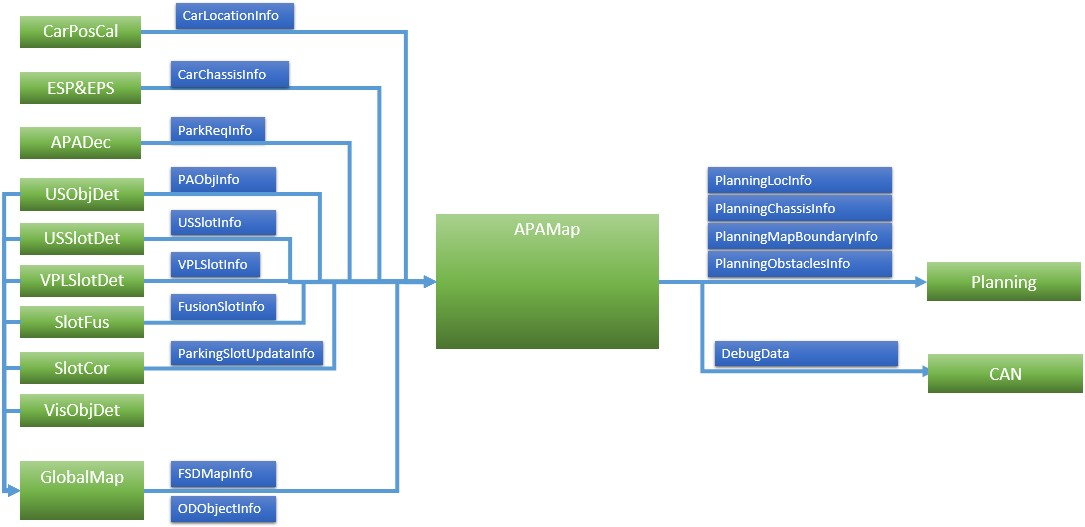 CarPosCal
CarLocationInfo
ESP&EPS
CarChassisInfo
APADec
ParkReqInfo
USObjDet
PAObjInfo
USSlotDet
USSlotInfo
VPLSlotDet
VPLSlotInfo
SlotFus
FusionSlotInfo
SlotCor
ParkingSlotUpdataInfo
VisObjDet
GlobalMap
FSDMapInfo
ODObjectInfo
APAMap
PlanningLocInfo
PlanningChassisInfo
PlanningMapBoundaryInfo
PlanningObstaclesInfo
Planning
DebugData
CAN